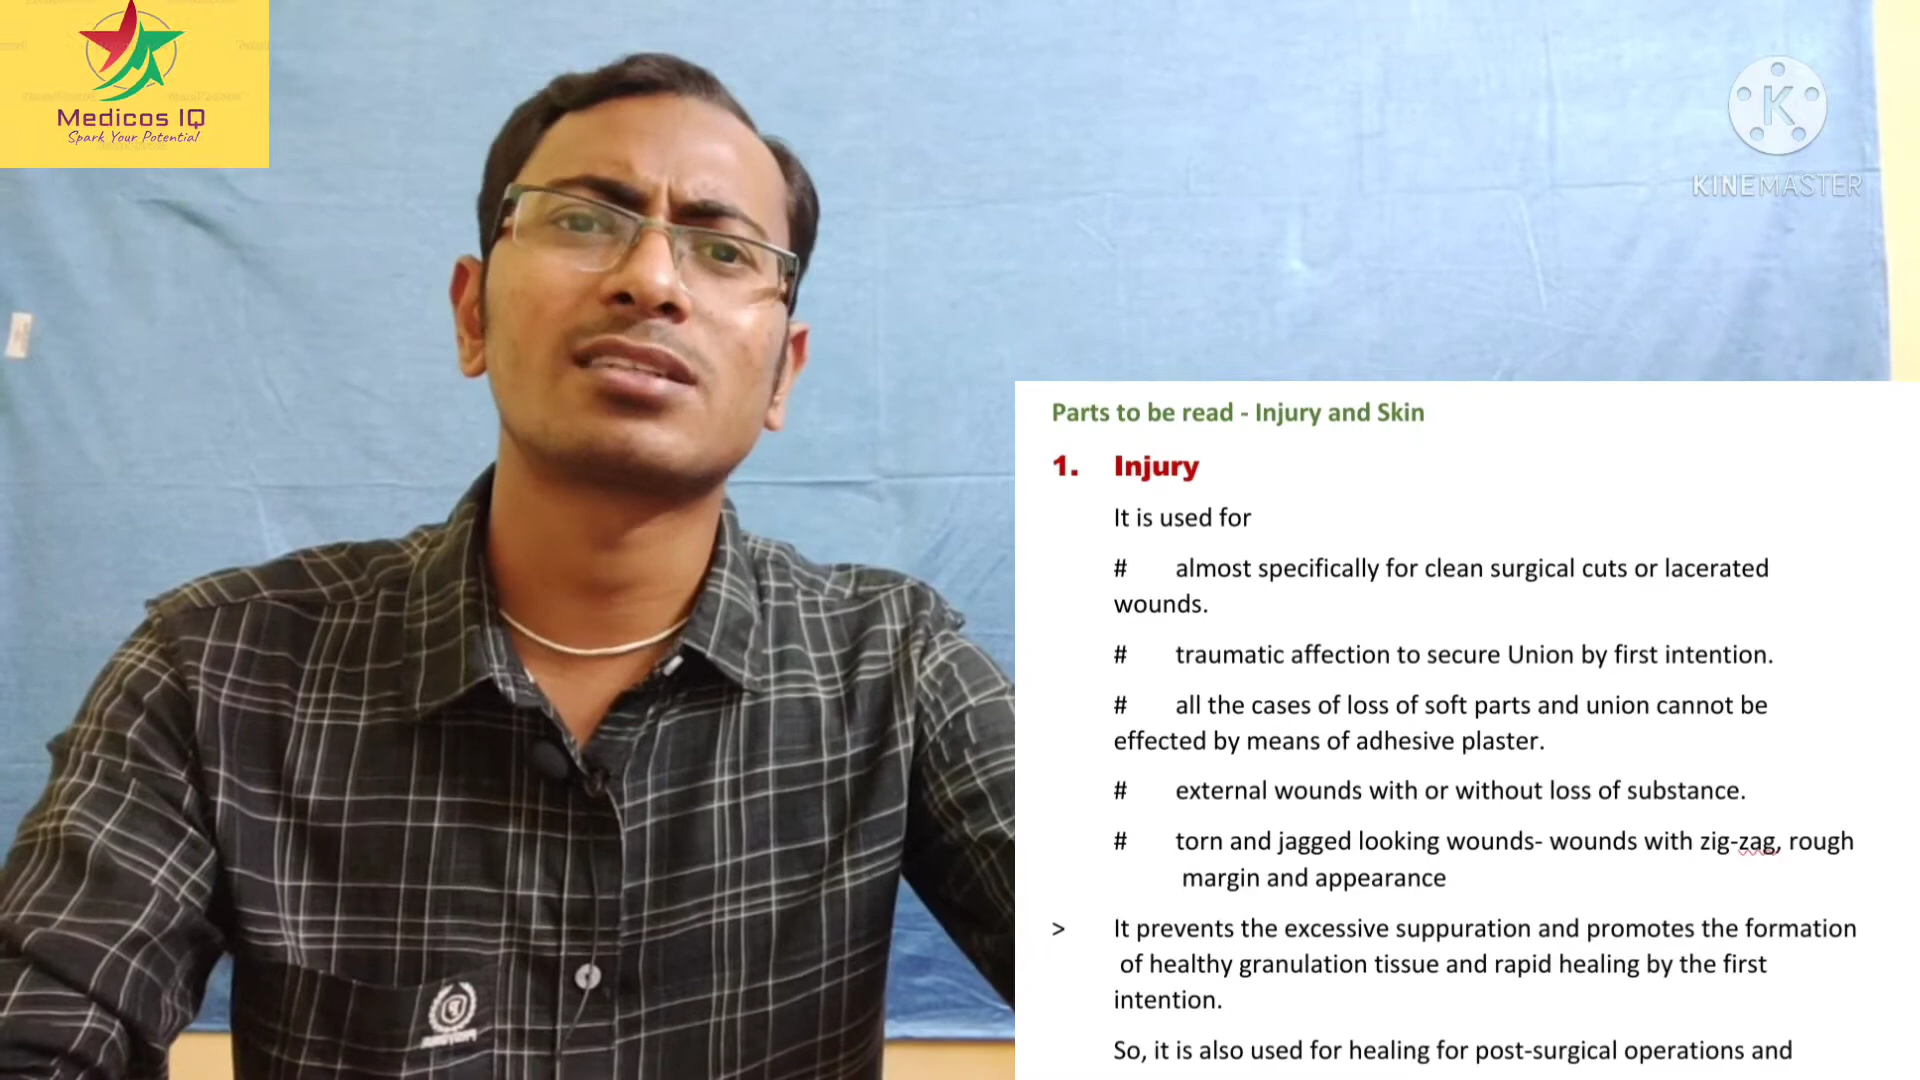 Medicos IQ
Spark Your Potential
K
KINEMASTER
Parts to be read - Injury and Skin
1. Injury
It is used for
# almost specifically for clean surgical cuts or lacerated
wounds.
# traumatic affection to secure Union by first intention.
# all the cases of loss of soft parts and union cannot be
effected by means of adhesive plaster.
# external wounds with or without loss of substance.
# torn and jagged looking wounds- wounds with zig-zag, rough
margin and appearance
> It prevents the excessive suppuration and promotes the formation
of healthy granulation tissue and rapid healing by the first
intention.
So, it is also used for healing for post-surgical operations and